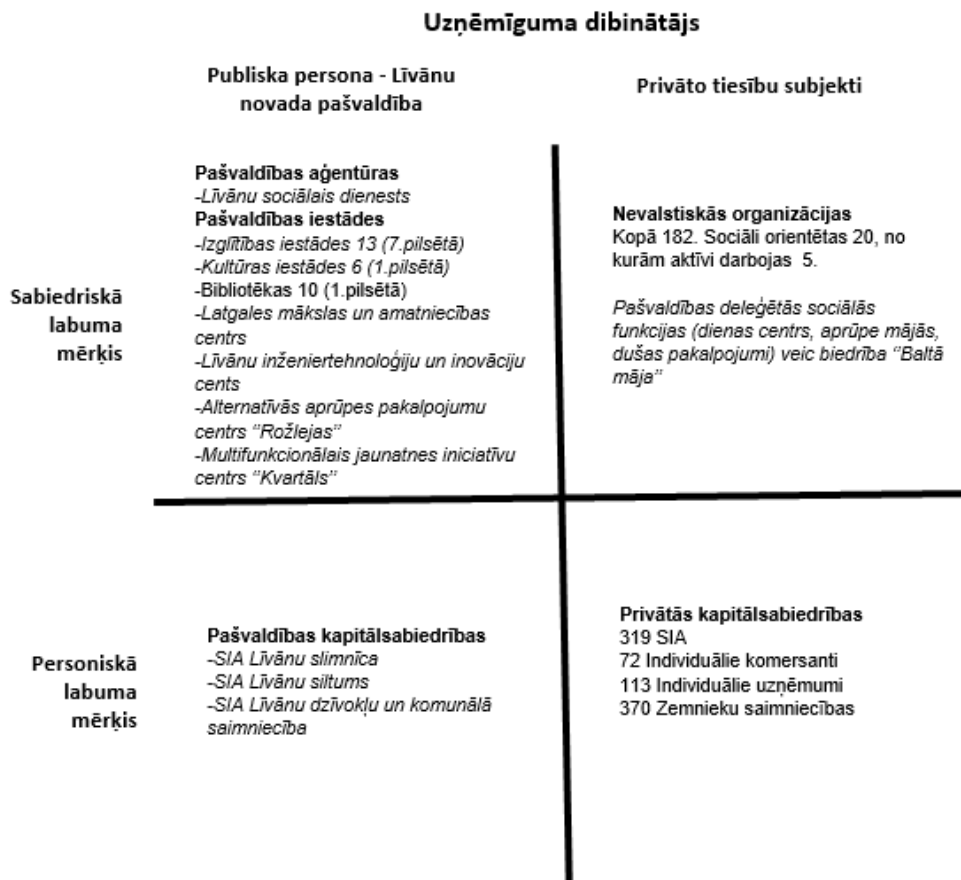 Uzņēmīguma dibinātājs
Publiska persona - Līvānu
novada pašvaldība
Privāto tiesību subjekti
Sabiedriskā
labuma
mērķis
Pašvaldības aģentūras
-Līvānu sociālais dienests
Pašvaldības iestādes
-Izglītības iestādes 13 (7.pilsētā)
-Kultūras iestādes 6 (1.pilsētā)
-Bibliotēkas 10 (1.pilsētā)
-Latgales mākslas un amatniecības
centrs
-Līvānu inženiertehnoloģiju un inovāciju
cents
-Alternatīvās aprūpes pakalpojumu
centrs “Rožlejas”
-Multifunkcionālais jaunatnes iniciatīvu
centrs “Kvartāls”
Nevalstiskās organizācijas
Kopā 182. Sociāli orientētas 20, no
kurām aktīvi darbojas 5.
Pašvaldības deleģētās sociālās
funkcijas (dienas centrs, aprūpe mājās,
dušas pakalpojumi) veic biedrība “Baltā
māja”
Personiskā
labuma
mērķis
Pašvaldības kapitālsabiedrības
-SIA Līvānu slimnīca
-SIA Līvānu siltums
-SIA Līvānu dzīvokļu un komunālā
saimniecība
Privātās kapitālsabiedrības
319 SIA
72 Individuālie komersanti
113 Individuālie uzņēmumi
370 Zemnieku saimniecības